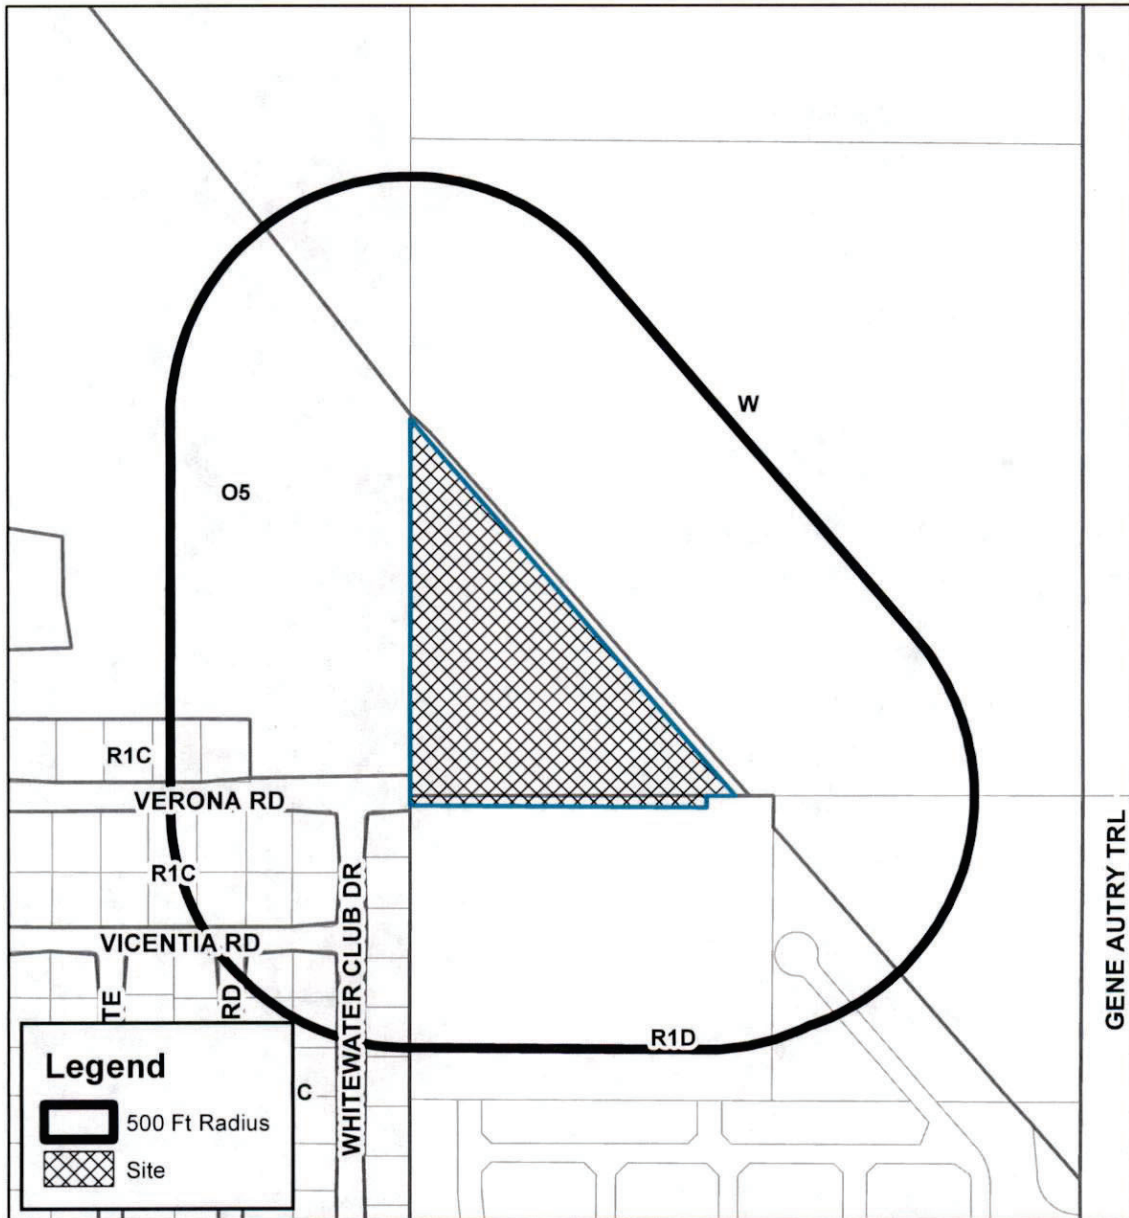 W
O5
R1C
VERONA RD
R1C
VICENTIA RD
TE
RD
WHITEWATER CLUB DR
GENE AUTRY TRL
R1D
C
Legend
500 Ft Radius
Site